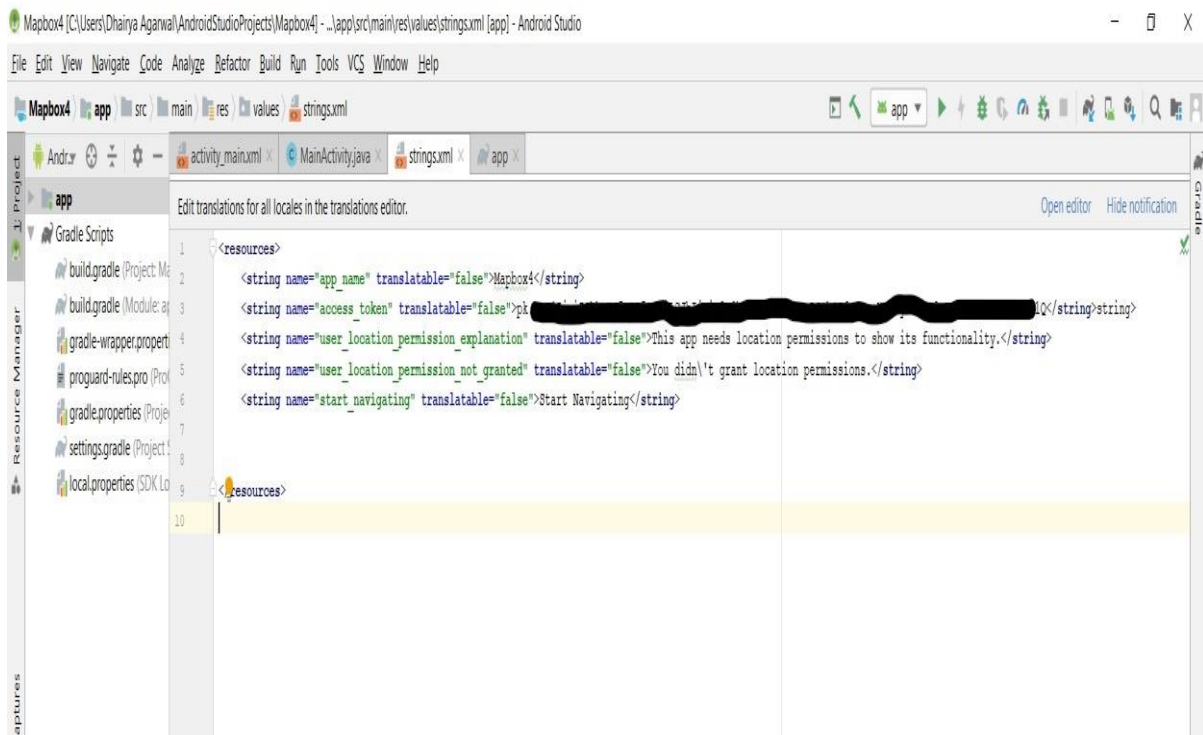 Mapbox4 [C:\Users\Dhairya Agarwal\AndroidStudioProjects\Mapbox4] - ...\app\src\main\res\values\strings.xml [app] - Android Studio
File Edit View Navigate Code Analyze Refactor Build Run Tools VCS Window Help
Mapbox4 app src main res values strings.xml
app
Andr.
activity_main.xml MainActivity.java strings.xml app
1: Project
Resource Manager
aptures
Gradle
app
Gradle Scripts
build.gradle (Project: Ma
build.gradle (Module: a
gradle-wrapper.properti
proguard-rules.pro (Pro
gradle.properties (Proje
settings.gradle (Project S
local.properties (SDK Lo
Edit translations for all locales in the translations editor. Open editor Hide notification
1 <resources>
2 <string name="app_name" translatable="false">Mapbox4</string>
3 <string name="access_token" translatable="false">pk 1Q</string>string>
4 <string name="user_location_permission_explanation" translatable="false">This app needs location permissions to show its functionality.</string>
5 <string name="user_location_permission_not_granted" translatable="false">You didn\'t grant location permissions.</string>
6 <string name="start_navigating" translatable="false">Start Navigating</string>
7
8
9 </resources>
10